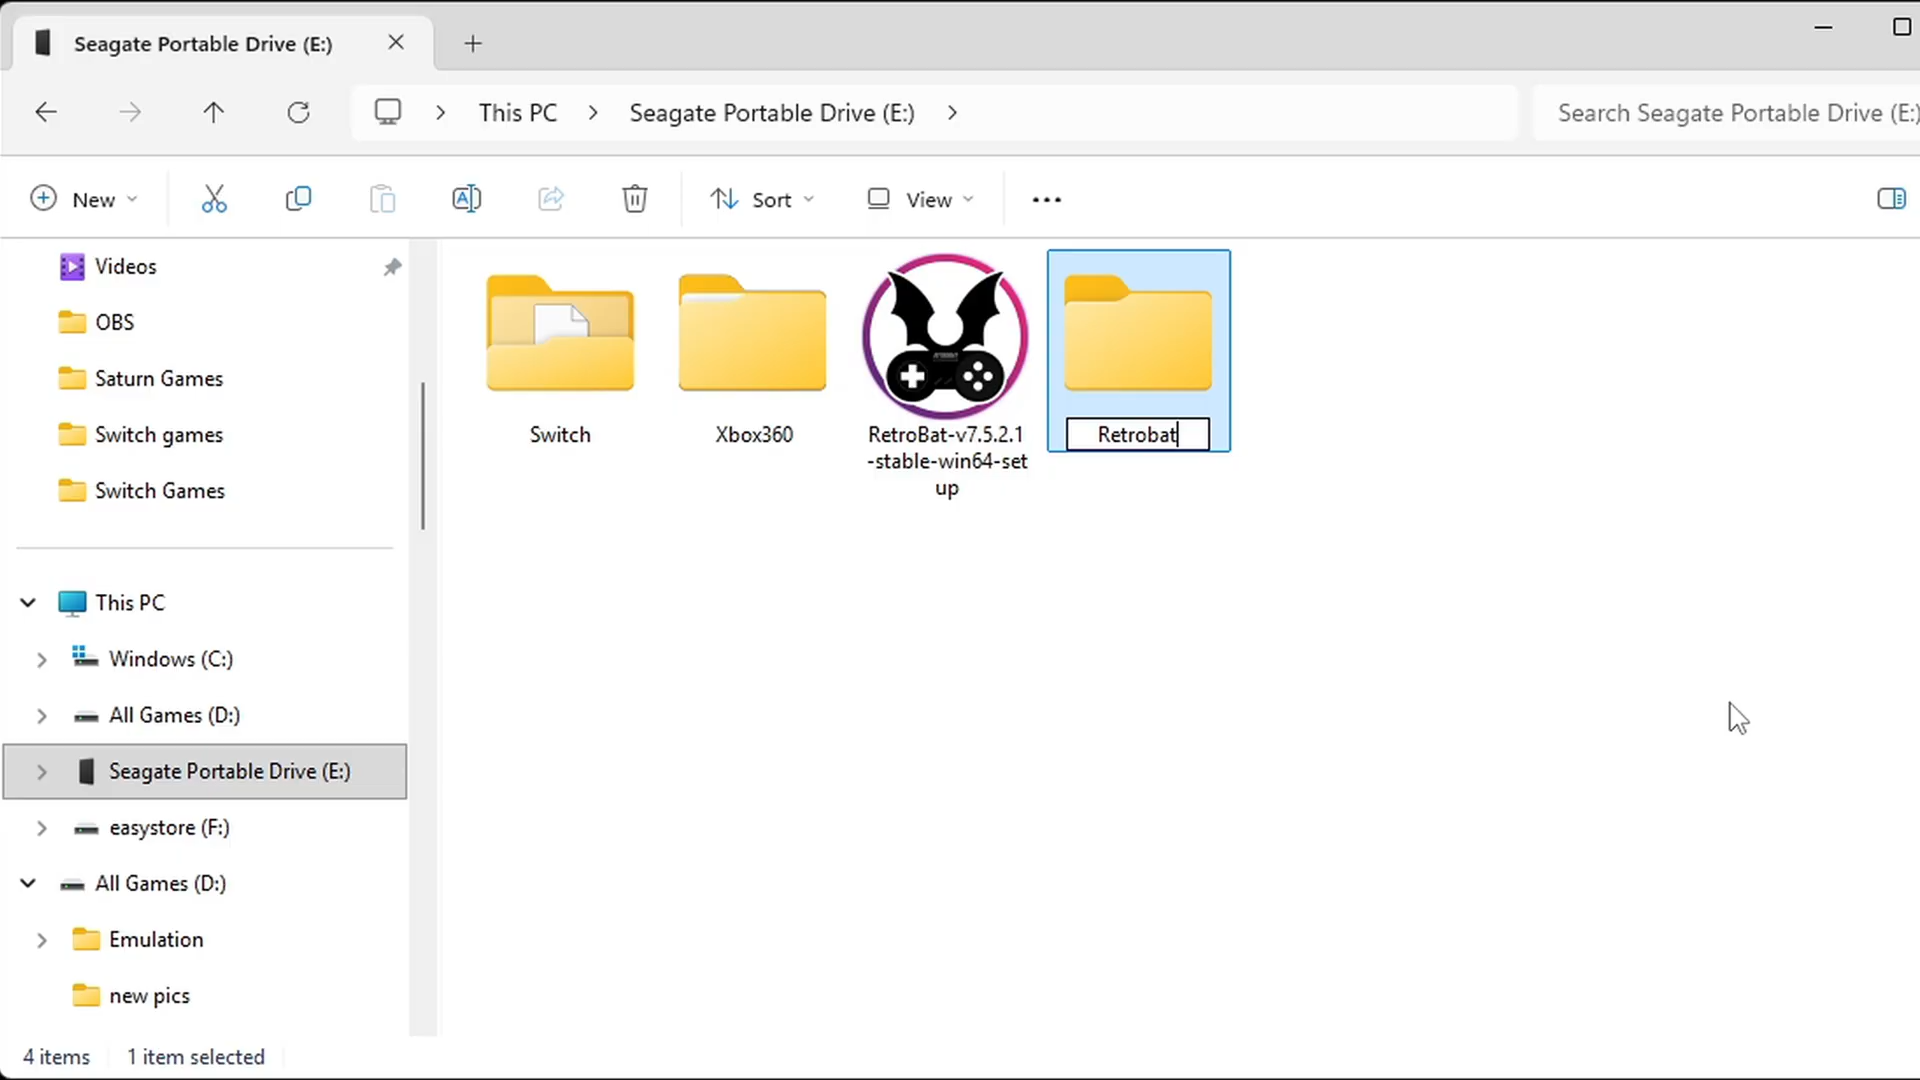 Seagate Portable Drive (E:)
This PC
Seagate Portable Drive (E:)
Search Seagate Portable Drive (E:)
New
Sort
View
Videos
OBS
Saturn Games
Switch games
Switch Games
This PC
Windows (C:)
All Games (D:)
Seagate Portable Drive (E:)
easystore (F:)
All Games (D:)
Emulation
new pics
Switch
Xbox360
RetroBat-v7.5.2.1
-stable-win64-set
up
Retrobat
4 items
1 item selected